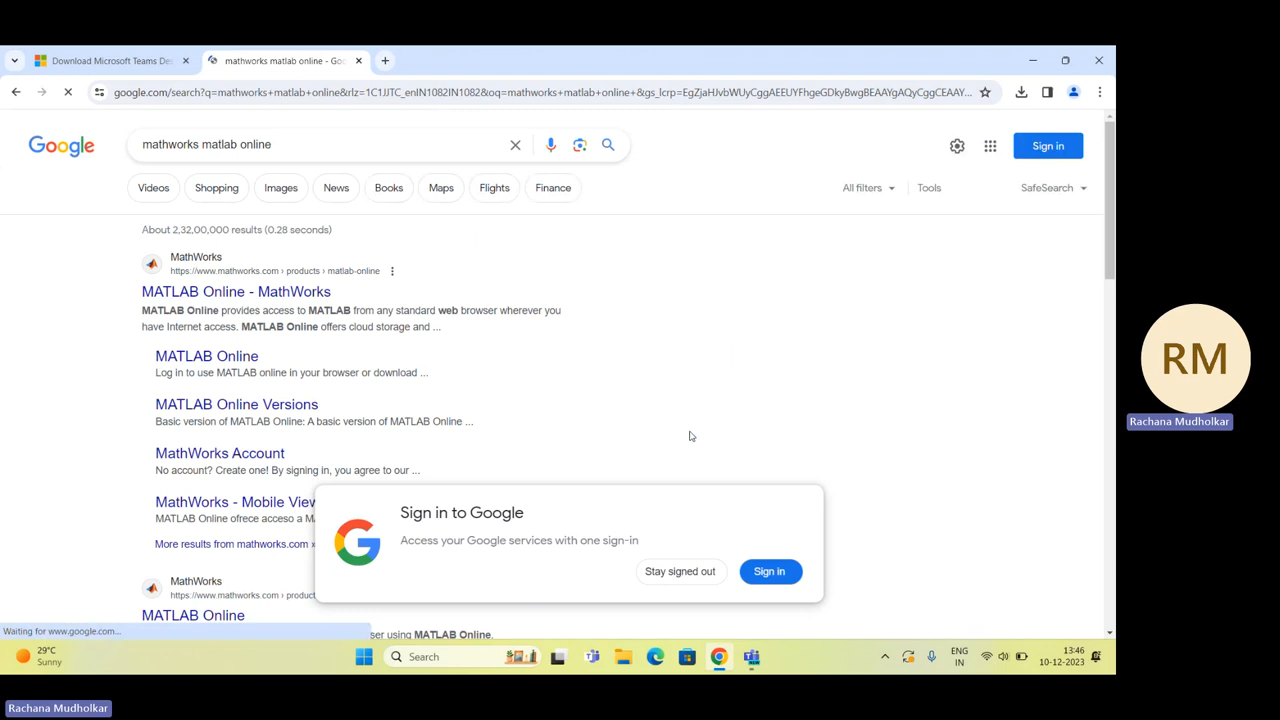 Download Microsoft Teams Des
mathworks matlab online - Goo
google.com/search?q=mathworks+matlab+online&rlz=1C1JJTC_enIN1082IN1082&oq=mathworks+matlab+online+&gs_lcrp=EgZjaHJvbWUyCggAEEUYFhgeGDkyBwgBEAAYgAQyCggCEAAY...
Google
mathworks matlab online
Sign in
Videos
Shopping
Images
News
Books
Maps
Flights
Finance
All filters
Tools
SafeSearch
About 2,32,00,000 results (0.28 seconds)
MathWorks
https://www.mathworks.com › products › matlab-online
MATLAB Online - MathWorks
MATLAB Online provides access to MATLAB from any standard web browser wherever you
have Internet access. MATLAB Online offers cloud storage and ...
MATLAB Online
Log in to use MATLAB online in your browser or download ...
MATLAB Online Versions
Basic version of MATLAB Online: A basic version of MATLAB Online ...
MathWorks Account
No account? Create one! By signing in, you agree to our ...
MathWorks - Mobile View
MATLAB Online ofrece acceso a M
More results from mathworks.com »
Sign in to Google
Access your Google services with one sign-in
Stay signed out
Sign in
MathWorks
https://www.mathworks.com › product
MATLAB Online
ser using MATLAB Online.
Waiting for www.google.com...
29°C
Sunny
Search
ENG
IN
13:46
10-12-2023
RM
Rachana Mudholkar
Rachana Mudholkar